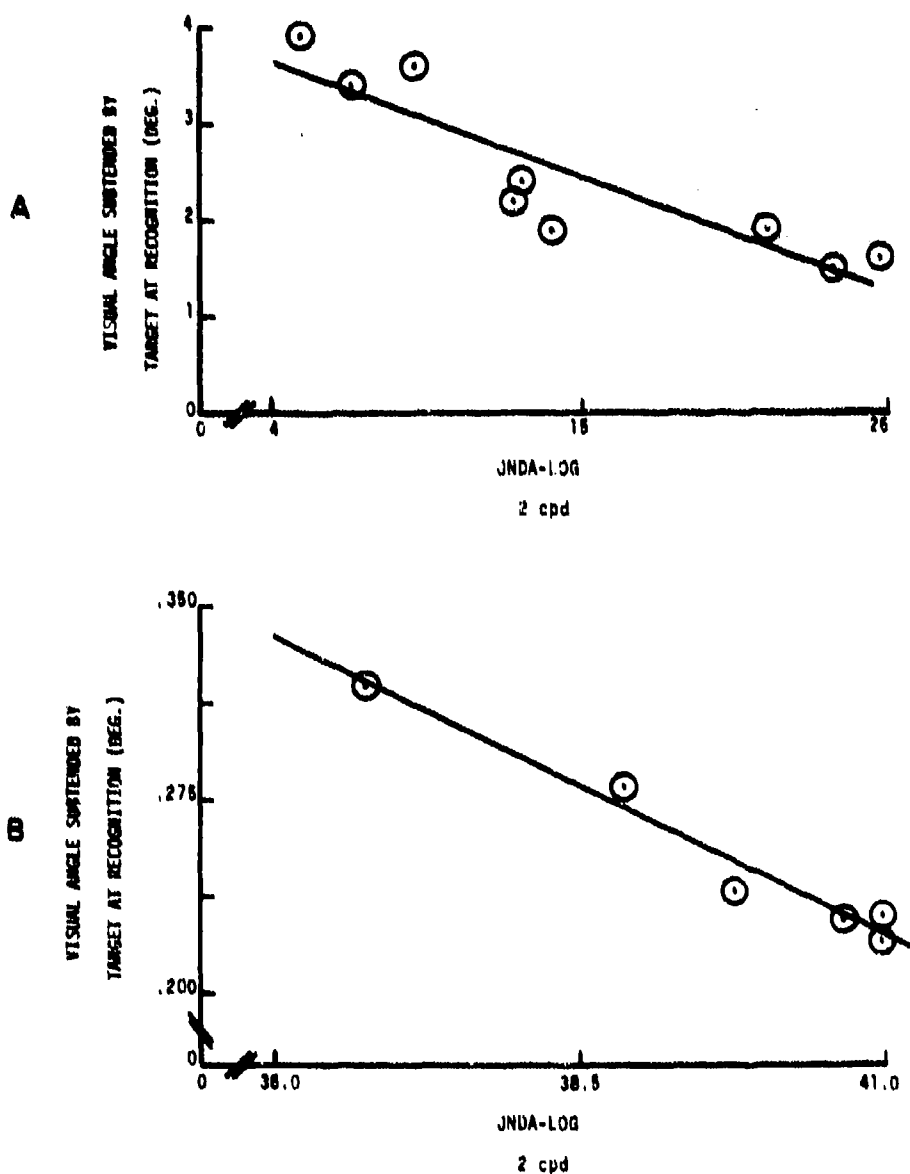 A
VISUAL ANGLE SUBTENDED BY
TARGET AT RECOGNITION (DEG.)
4
3
2
1
0
0 4 15 26
JNDA-LOG
2 cpd
B
VISUAL ANGLE SUBTENDED BY
TARGET AT RECOGNITION (DEG.)
.350
.275
.200
0
0 36.0 38.5 41.0
JNDA-LOG
2 cpd